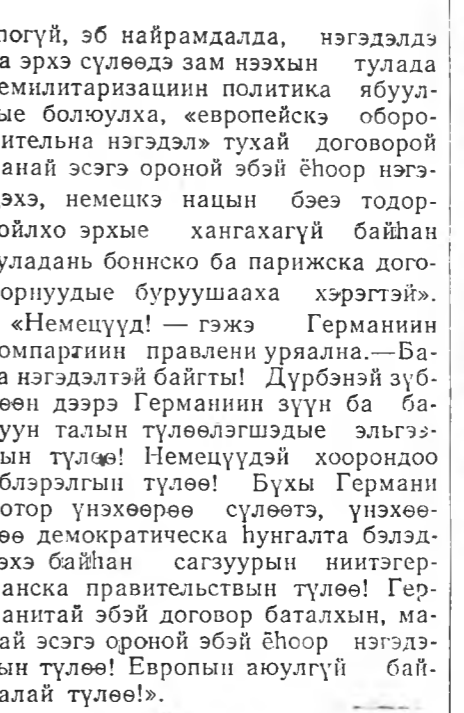 логүй, эб найрамдалда, нэгэдэлдэ
а эрхэ сүлөөдэ зам нээхын тулада
емилитаризациин политика ябуул-
ые болюулха, «европейскэ оборо-
ительна нэгэдэл» тухай договорой
анай эсэгэ ороной эбэй ёһоор нэгэ-
эхэ, немецкэ нацын бэеэ тодор-
ойлхо эрхые хангахагүй байһан
уладань боннско ба парижска дого-
орнуудые буруушааха хэрэгтэй».
«Немецүүд! — гэжэ Германиин
омпартиин правлени уряална.—Ба-
а нэгэдэлтэй байгты! Дүрбэнэй зүб-
өөн дээрэ Германиин зүүн ба ба-
уун талын түлөөлэгшэдые эльгээ-
ын түлөө! Немецүүдэй хоорондоо
блэрэлгын түлөө! Бүхы Германи
отор үнэхөөрөө сүлөөтэ, үнэхөө-
өө демократическа һунгалта бэлэд-
эхэ байһан сагзуурын ниитэгер-
анска правительствын түлөө! Гер-
анитай эбэй договор баталхын, ма-
ай эсэгэ ороной эбэй ёһоор нэгэдэ-
ын түлөө! Европын аюулгүй бай-
алай түлөө!».